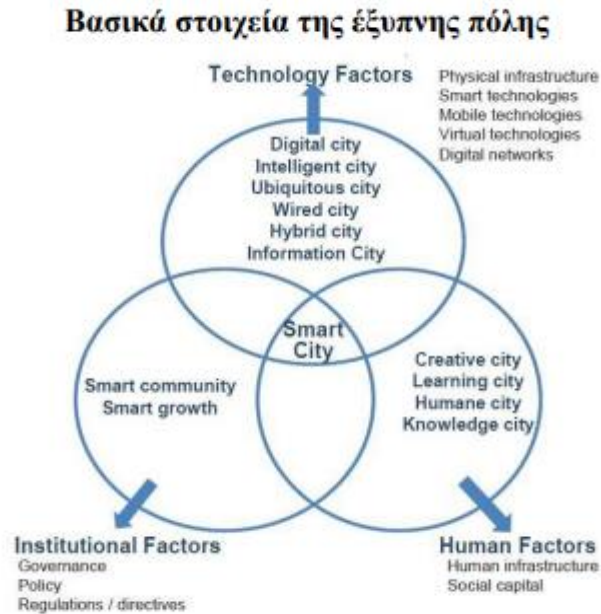 Βασικά στοιχεία της έξυπνης πόλης
Technology Factors
Physical infrastructure
Smart technologies
Mobile technologies
Virtual technologies
Digital networks
Digital city
Intelligent city
Ubiquitous city
Wired city
Hybrid city
Information City
Smart
City
Smart community
Smart growth
Creative city
Learning city
Humane city
Knowledge city
Institutional Factors
Governance
Policy
Regulations / directives
Human Factors
Human infrastructure
Social capital